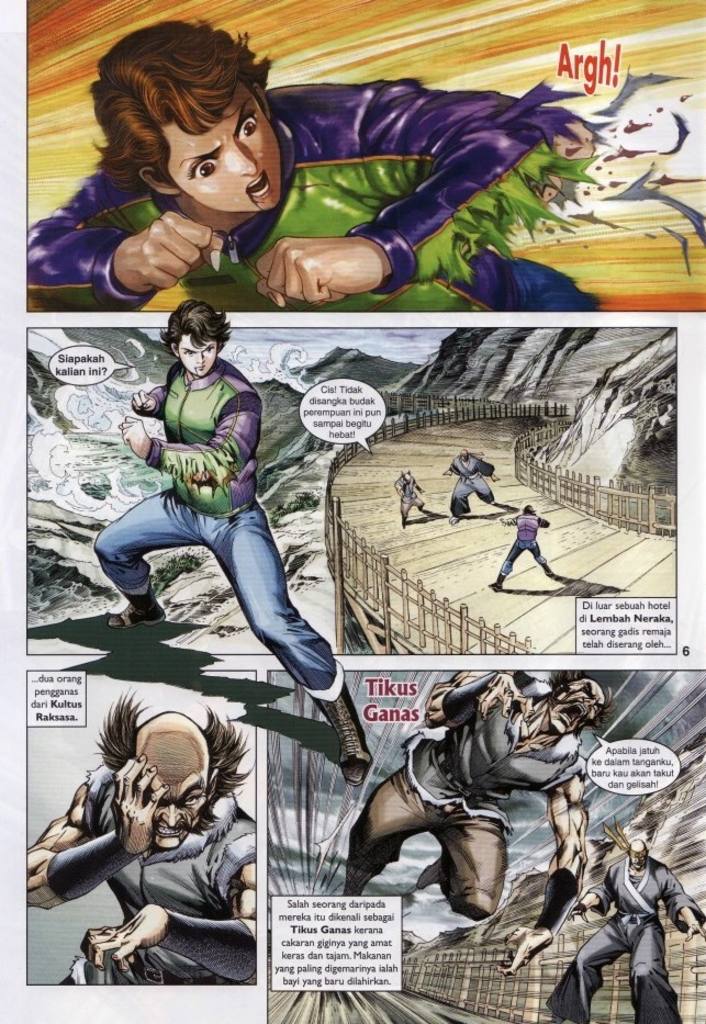 Argh!
Siapakah
kalian ini?
Cis! Tidak
disangka budak
perempuan ini pun
sampai begitu
hebat!
Di luar sebuah hotel
di Lembah Neraka,
seorang gadis remaja
telah diserang oleh...
6
...dua orang
pengganas
dari Kultus
Raksasa.
Tikus
Ganas
Apabila jatuh
ke dalam tanganku,
baru kau akan takut
dan gelisah!
Salah seorang daripada
mereka itu dikenali sebagai
Tikus Ganas kerana
cakaran giginya yang amat
keras dan tajam. Makanan
yang paling digemarinya ialah
bayi yang baru dilahirkan.